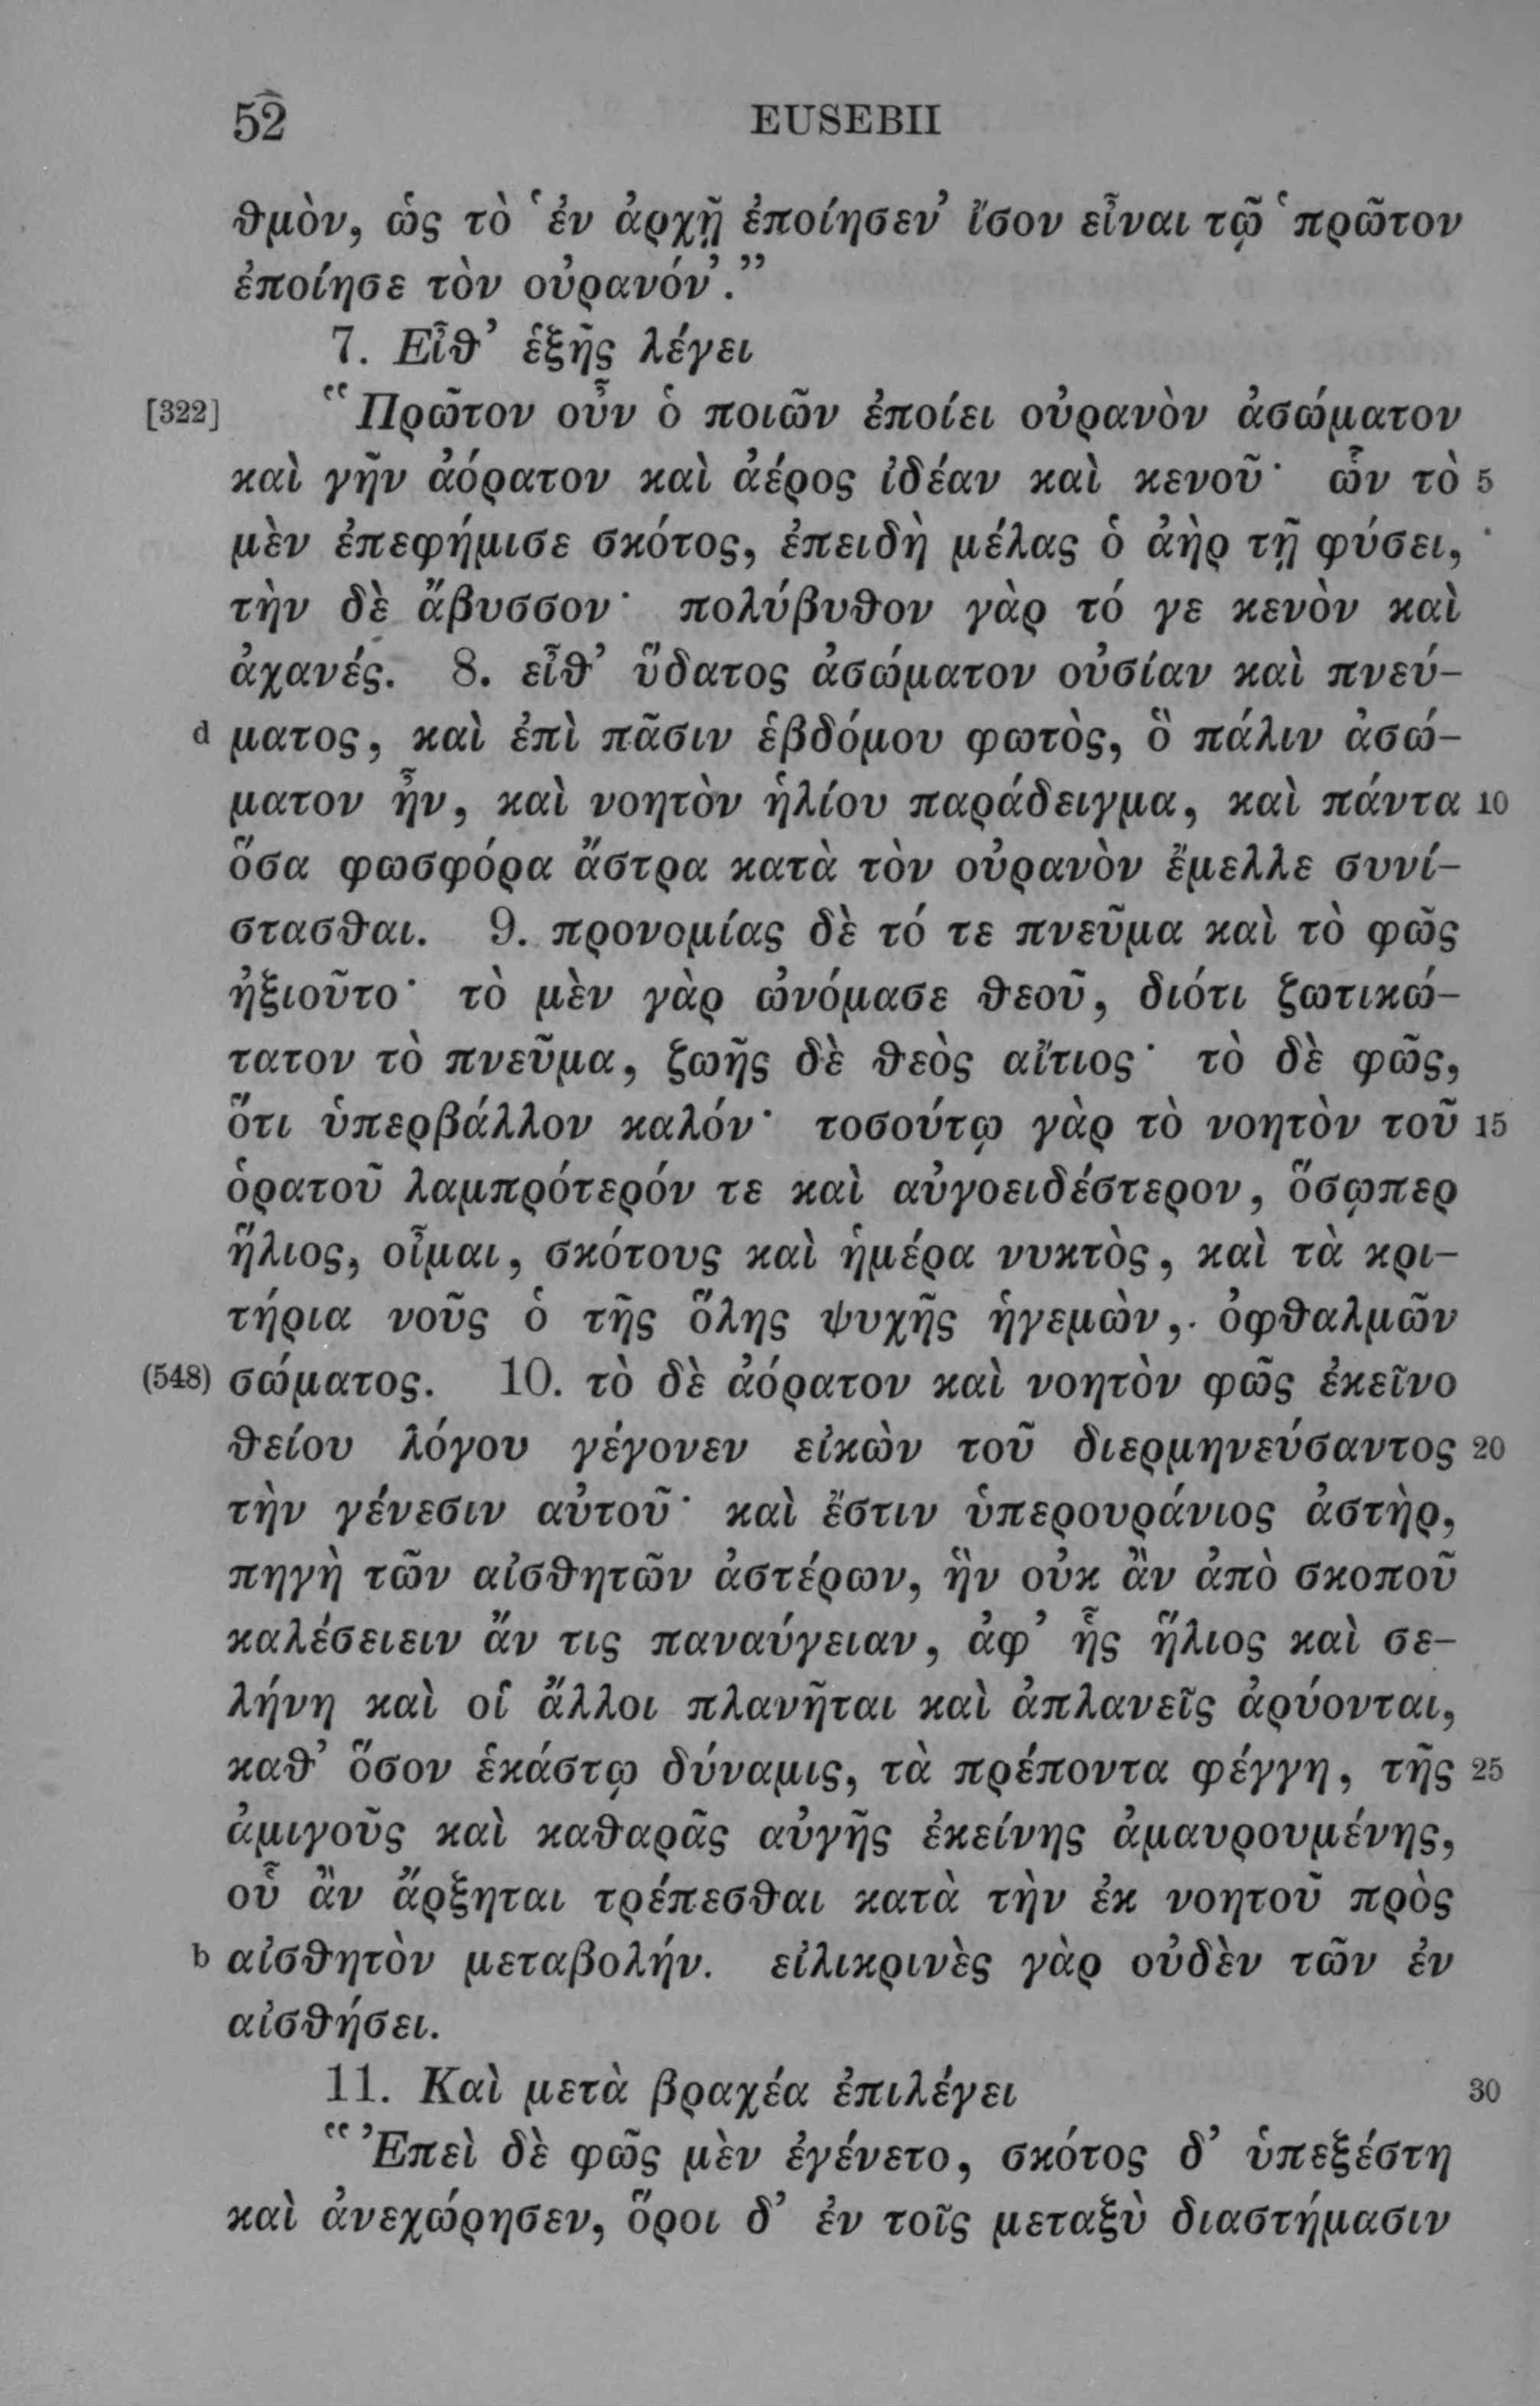 52 EUSEBII
θμὸν, ὡς τὸ ‘ἐν ἀρχῇ ἐποίησεν’ ἴσον εἶναι τῷ ‘πρῶτον
ἐποίησε τὸν οὐρανόν’.”
7. Εἶθ’ ἑξῆς λέγει
[322] “Πρῶτον οὖν ὁ ποιῶν ἐποίει οὐρανὸν ἀσώματον
καὶ γῆν ἀόρατον καὶ ἀέρος ἰδέαν καὶ κενοῦ· ὧν τὸ 5
μὲν ἐπεφήμισε σκότος, ἐπειδὴ μέλας ὁ ἀὴρ τῇ φύσει,
τὴν δὲ ἄβυσσον· πολύβυθον γὰρ τό γε κενὸν καὶ
ἀχανές. 8. εἶθ’ ὕδατος ἀσώματον οὐσίαν καὶ πνεύ-
d ματος, καὶ ἐπὶ πᾶσιν ἑβδόμου φωτὸς, ὃ πάλιν ἀσώ-
ματον ἦν, καὶ νοητὸν ἡλίου παράδειγμα, καὶ πάντα 10
ὅσα φωσφόρα ἄστρα κατὰ τὸν οὐρανὸν ἔμελλε συνί-
στασθαι. 9. προνομίας δὲ τό τε πνεῦμα καὶ τὸ φῶς
ἠξιοῦτο· τὸ μὲν γὰρ ὠνόμασε θεοῦ, διότι ζωτικώ-
τατον τὸ πνεῦμα, ζωῆς δὲ θεὸς αἴτιος· τὸ δὲ φῶς,
ὅτι ὑπερβάλλον καλόν· τοσούτῳ γὰρ τὸ νοητὸν τοῦ 15
ὁρατοῦ λαμπρότερόν τε καὶ αὐγοειδέστερον, ὅσῳπερ
ἥλιος, οἶμαι, σκότους καὶ ἡμέρα νυκτὸς, καὶ τὰ κρι-
τήρια νοῦς ὁ τῆς ὅλης ψυχῆς ἡγεμὼν, ὀφθαλμῶν
(548) σώματος. 10. τὸ δὲ ἀόρατον καὶ νοητὸν φῶς ἐκεῖνο
θείου λόγου γέγονεν εἰκὼν τοῦ διερμηνεύσαντος 20
τὴν γένεσιν αὐτοῦ· καὶ ἔστιν ὑπερουράνιος ἀστὴρ,
πηγὴ τῶν αἰσθητῶν ἀστέρων, ἣν οὐκ ἂν ἀπὸ σκοποῦ
καλέσειειν ἄν τις παναύγειαν, ἀφ’ ἧς ἥλιος καὶ σε-
λήνη καὶ οἱ ἄλλοι πλανῆται καὶ ἀπλανεῖς ἀρύονται,
καθ’ ὅσον ἑκάστῳ δύναμις, τὰ πρέποντα φέγγη, τῆς 25
ἀμιγοῦς καὶ καθαρᾶς αὐγῆς ἐκείνης ἀμαυρουμένης,
οὗ ἂν ἄρξηται τρέπεσθαι κατὰ τὴν ἐκ νοητοῦ πρὸς
b αἰσθητὸν μεταβολήν. εἰλικρινὲς γὰρ οὐδὲν τῶν ἐν
αἰσθήσει.
11. Καὶ μετὰ βραχέα ἐπιλέγει 30
“Ἐπεὶ δὲ φῶς μὲν ἐγένετο, σκότος δ’ ὑπεξέστη
καὶ ἀνεχώρησεν, ὅροι δ’ ἐν τοῖς μεταξὺ διαστήμασιν